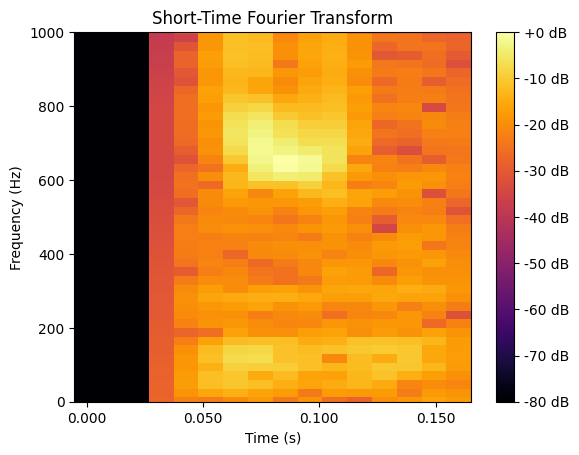 Short-Time Fourier Transform
1000
800
600
400
200
0
Frequency (Hz)
0.000
0.050
0.100
0.150
Time (s)
+0 dB
-10 dB
-20 dB
-30 dB
-40 dB
-50 dB
-60 dB
-70 dB
-80 dB